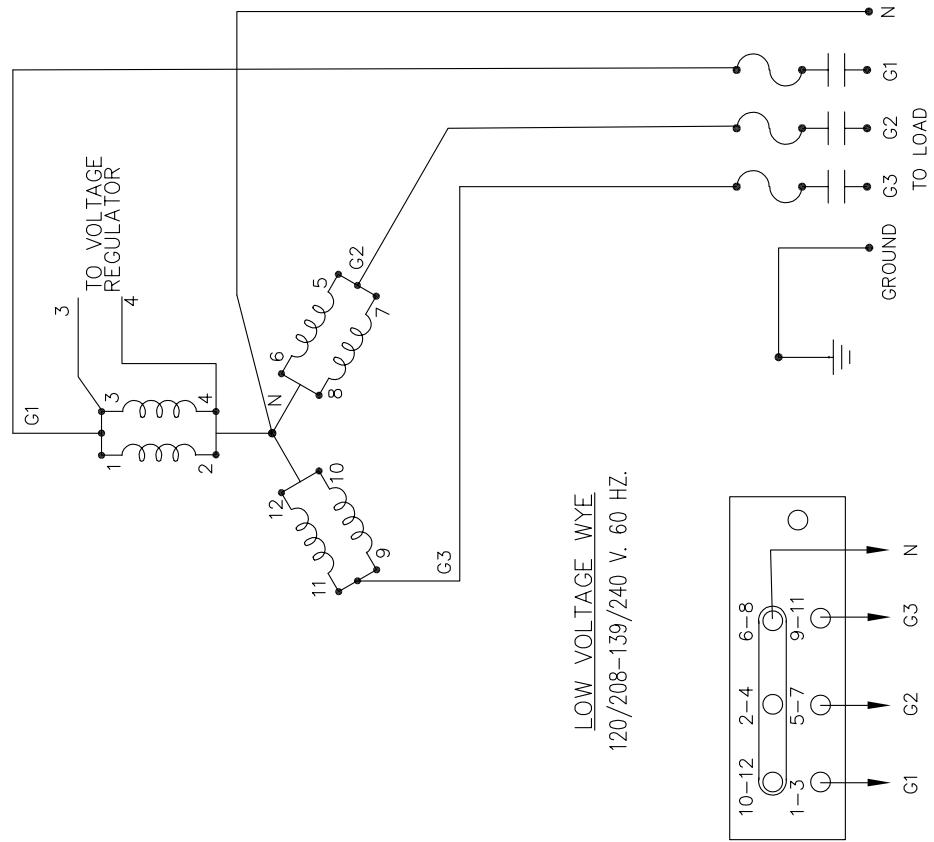 N
G1
G2
G3
TO LOAD
GROUND
TO VOLTAGE
REGULATOR
3
4
G1
1
3
2
4
N
G2
5
6
7
8
12
10
11
9
G3
LOW VOLTAGE WYE
120/208-139/240 V. 60 HZ.
10-12
2-4
6-8
1-3
5-7
9-11
G1
G2
G3
N